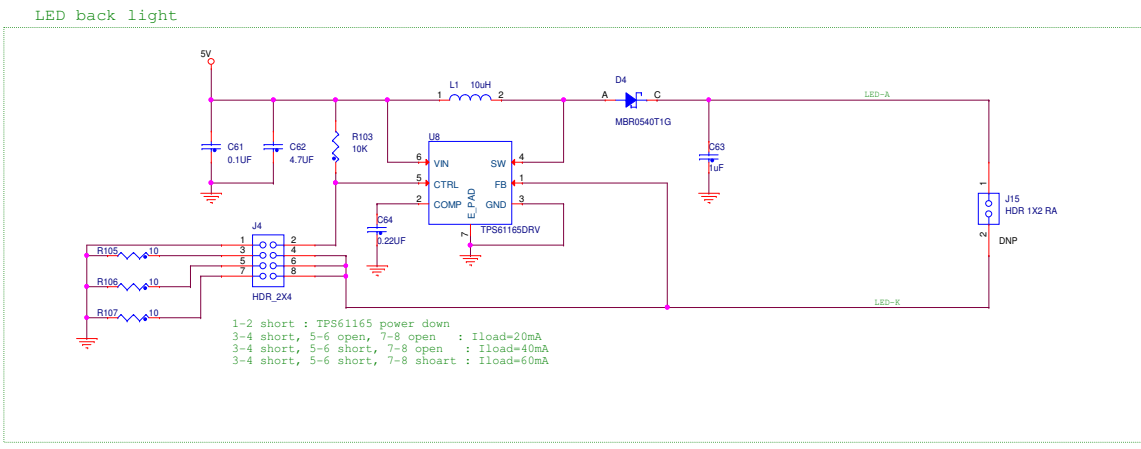 LED back light
5V
L1 10uH
1 2
D4
A C
MBR0540T1G
LED-A
C61
0.1UF
C62
4.7UF
R103
10K
U8
6 VIN SW 4
5 CTRL FB 1
2 COMP GND 3
E_PAD
7
TPS61165DRV
C63
1uF
C64
0.22UF
1
J15
HDR 1X2 RA
2
DNP
J4
1 2
3 4
5 6
7 8
HDR_2X4
R105 10
R106 10
R107 10
LED-K
1-2 short : TPS61165 power down
3-4 short, 5-6 open, 7-8 open : Iload=20mA
3-4 short, 5-6 short, 7-8 open : Iload=40mA
3-4 short, 5-6 short, 7-8 shoart : Iload=60mA